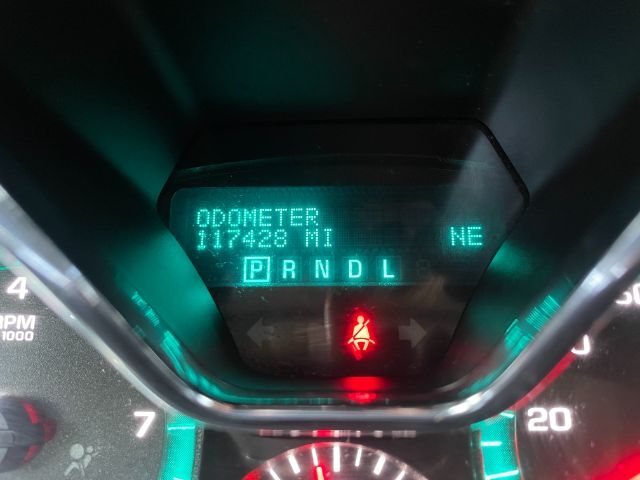 ODOMETER
117428 MI NE
P R N D L
4
RPM
1000
7
20